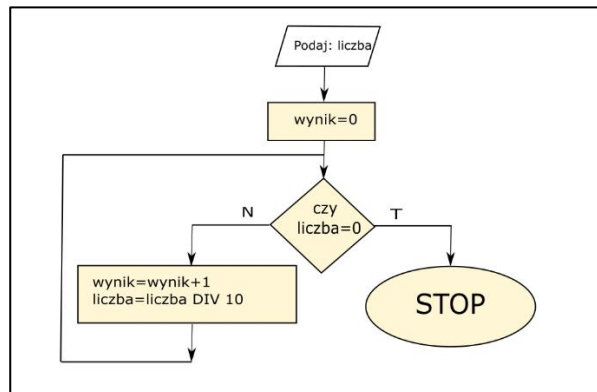 Podaj: liczba
wynik=0
czy
liczba=0
N
T
wynik=wynik+1
liczba=liczba DIV 10
STOP